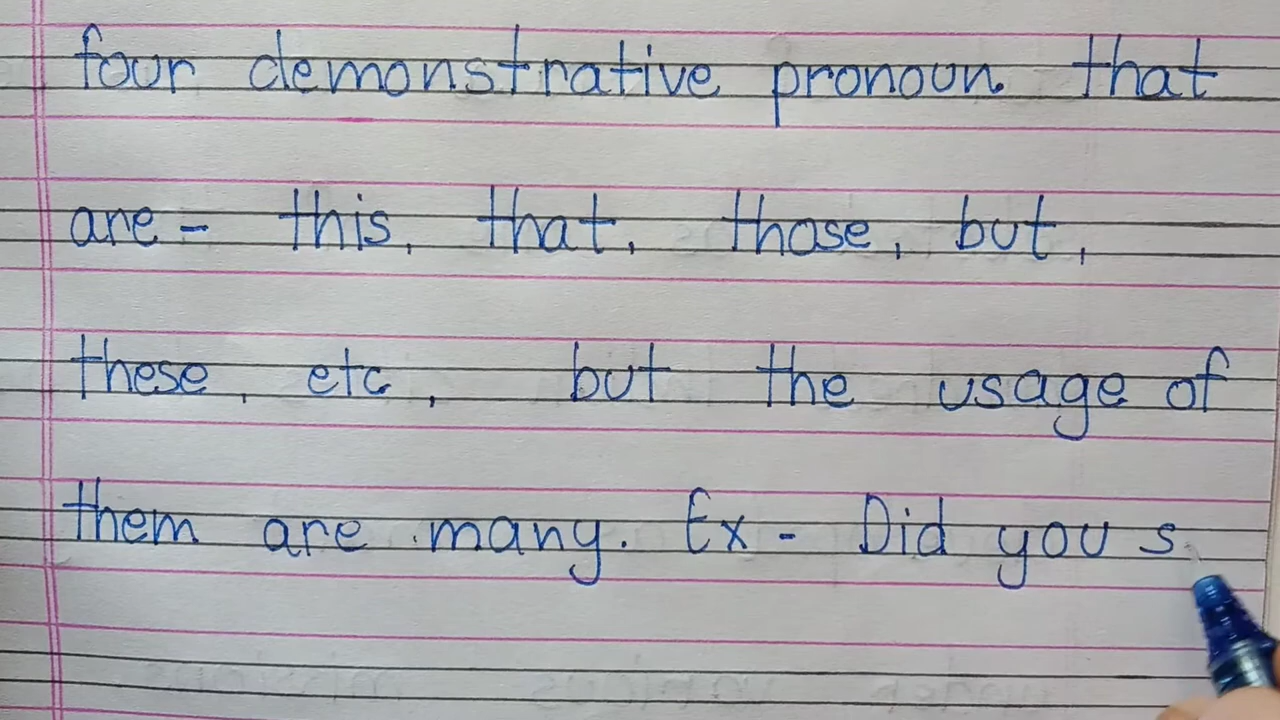 four demonstrative pronoun that
are - this, that, those, but,
these, etc, but the usage of
them are many. Ex - Did you s